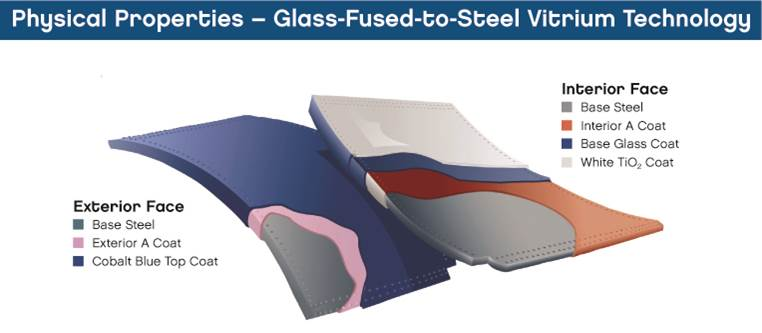 Physical Properties – Glass-Fused-to-Steel Vitrium Technology
Interior Face
Base Steel
Interior A Coat
Base Glass Coat
White TiO₂ Coat
Exterior Face
Base Steel
Exterior A Coat
Cobalt Blue Top Coat